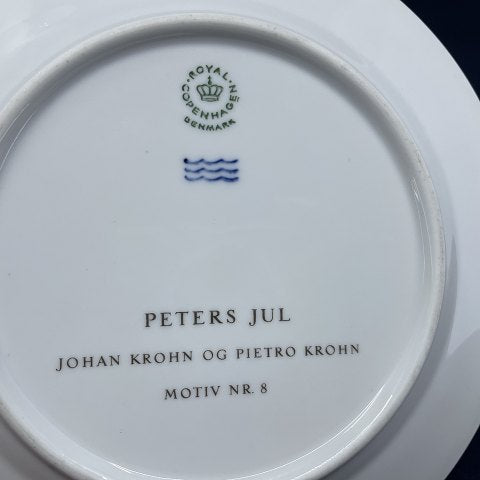 ROYAL
COPENHAGEN
DENMARK
PETERS JUL
JOHAN KROHN OG PIETRO KROHN
MOTIV NR. 8